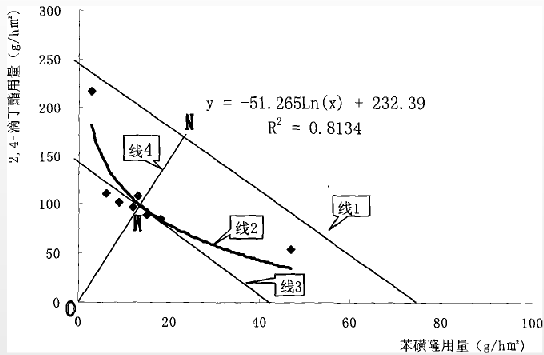 2,4-滴丁酯用量 (g/hm²)
300
250
200
150
100
50
0
y = -51.265Ln(x) + 232.39
R² = 0.8134
N
线4
线1
M
线2
线3
O
0
20
40
60
80
100
苯磺隆用量 (g/hm²)